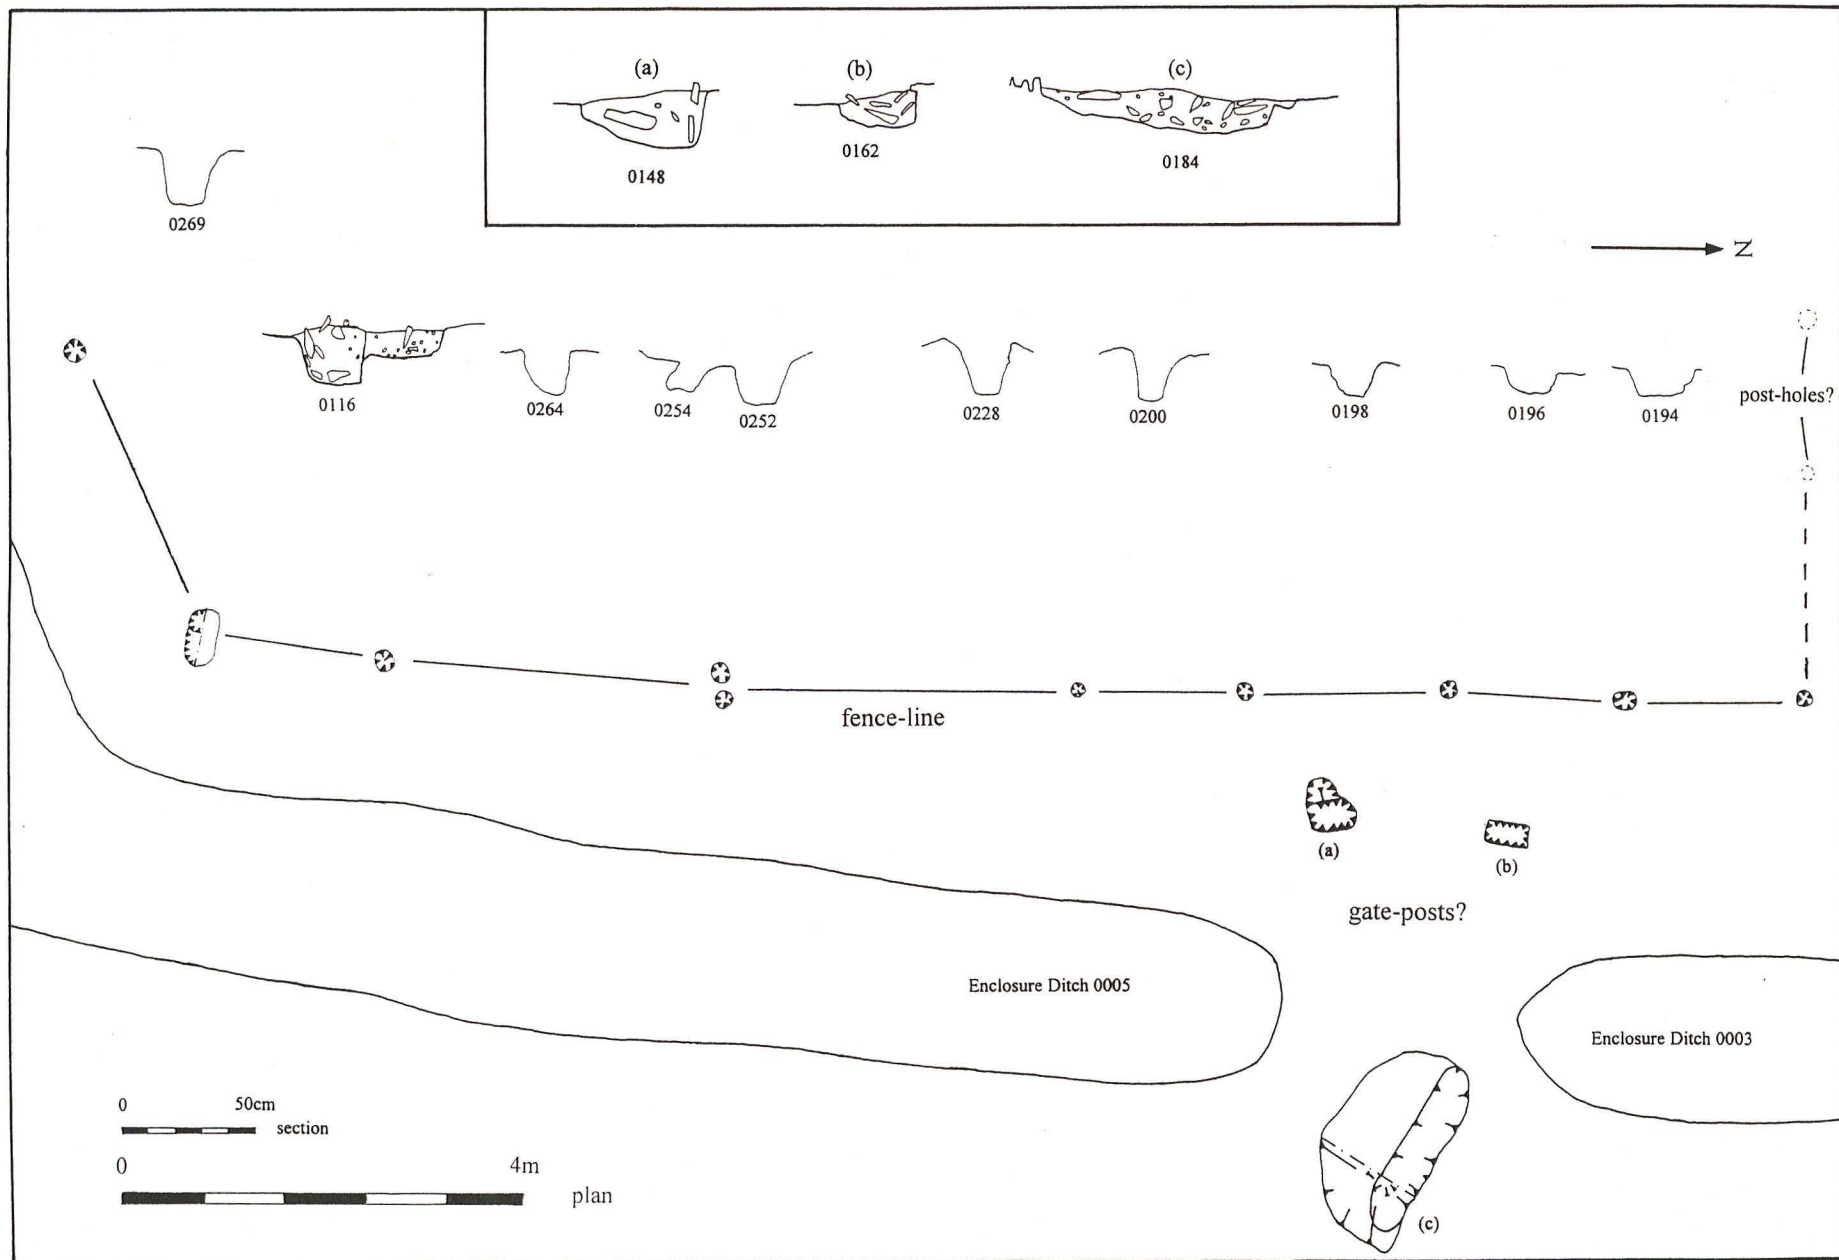 (a)
(b)
(c)
0148
0162
0184
0269
N
0116
0264
0254
0252
0228
0200
0198
0196
0194
post-holes?
fence-line
(a)
(b)
gate-posts?
Enclosure Ditch 0005
Enclosure Ditch 0003
0 50cm
section
0 4m
plan
(c)